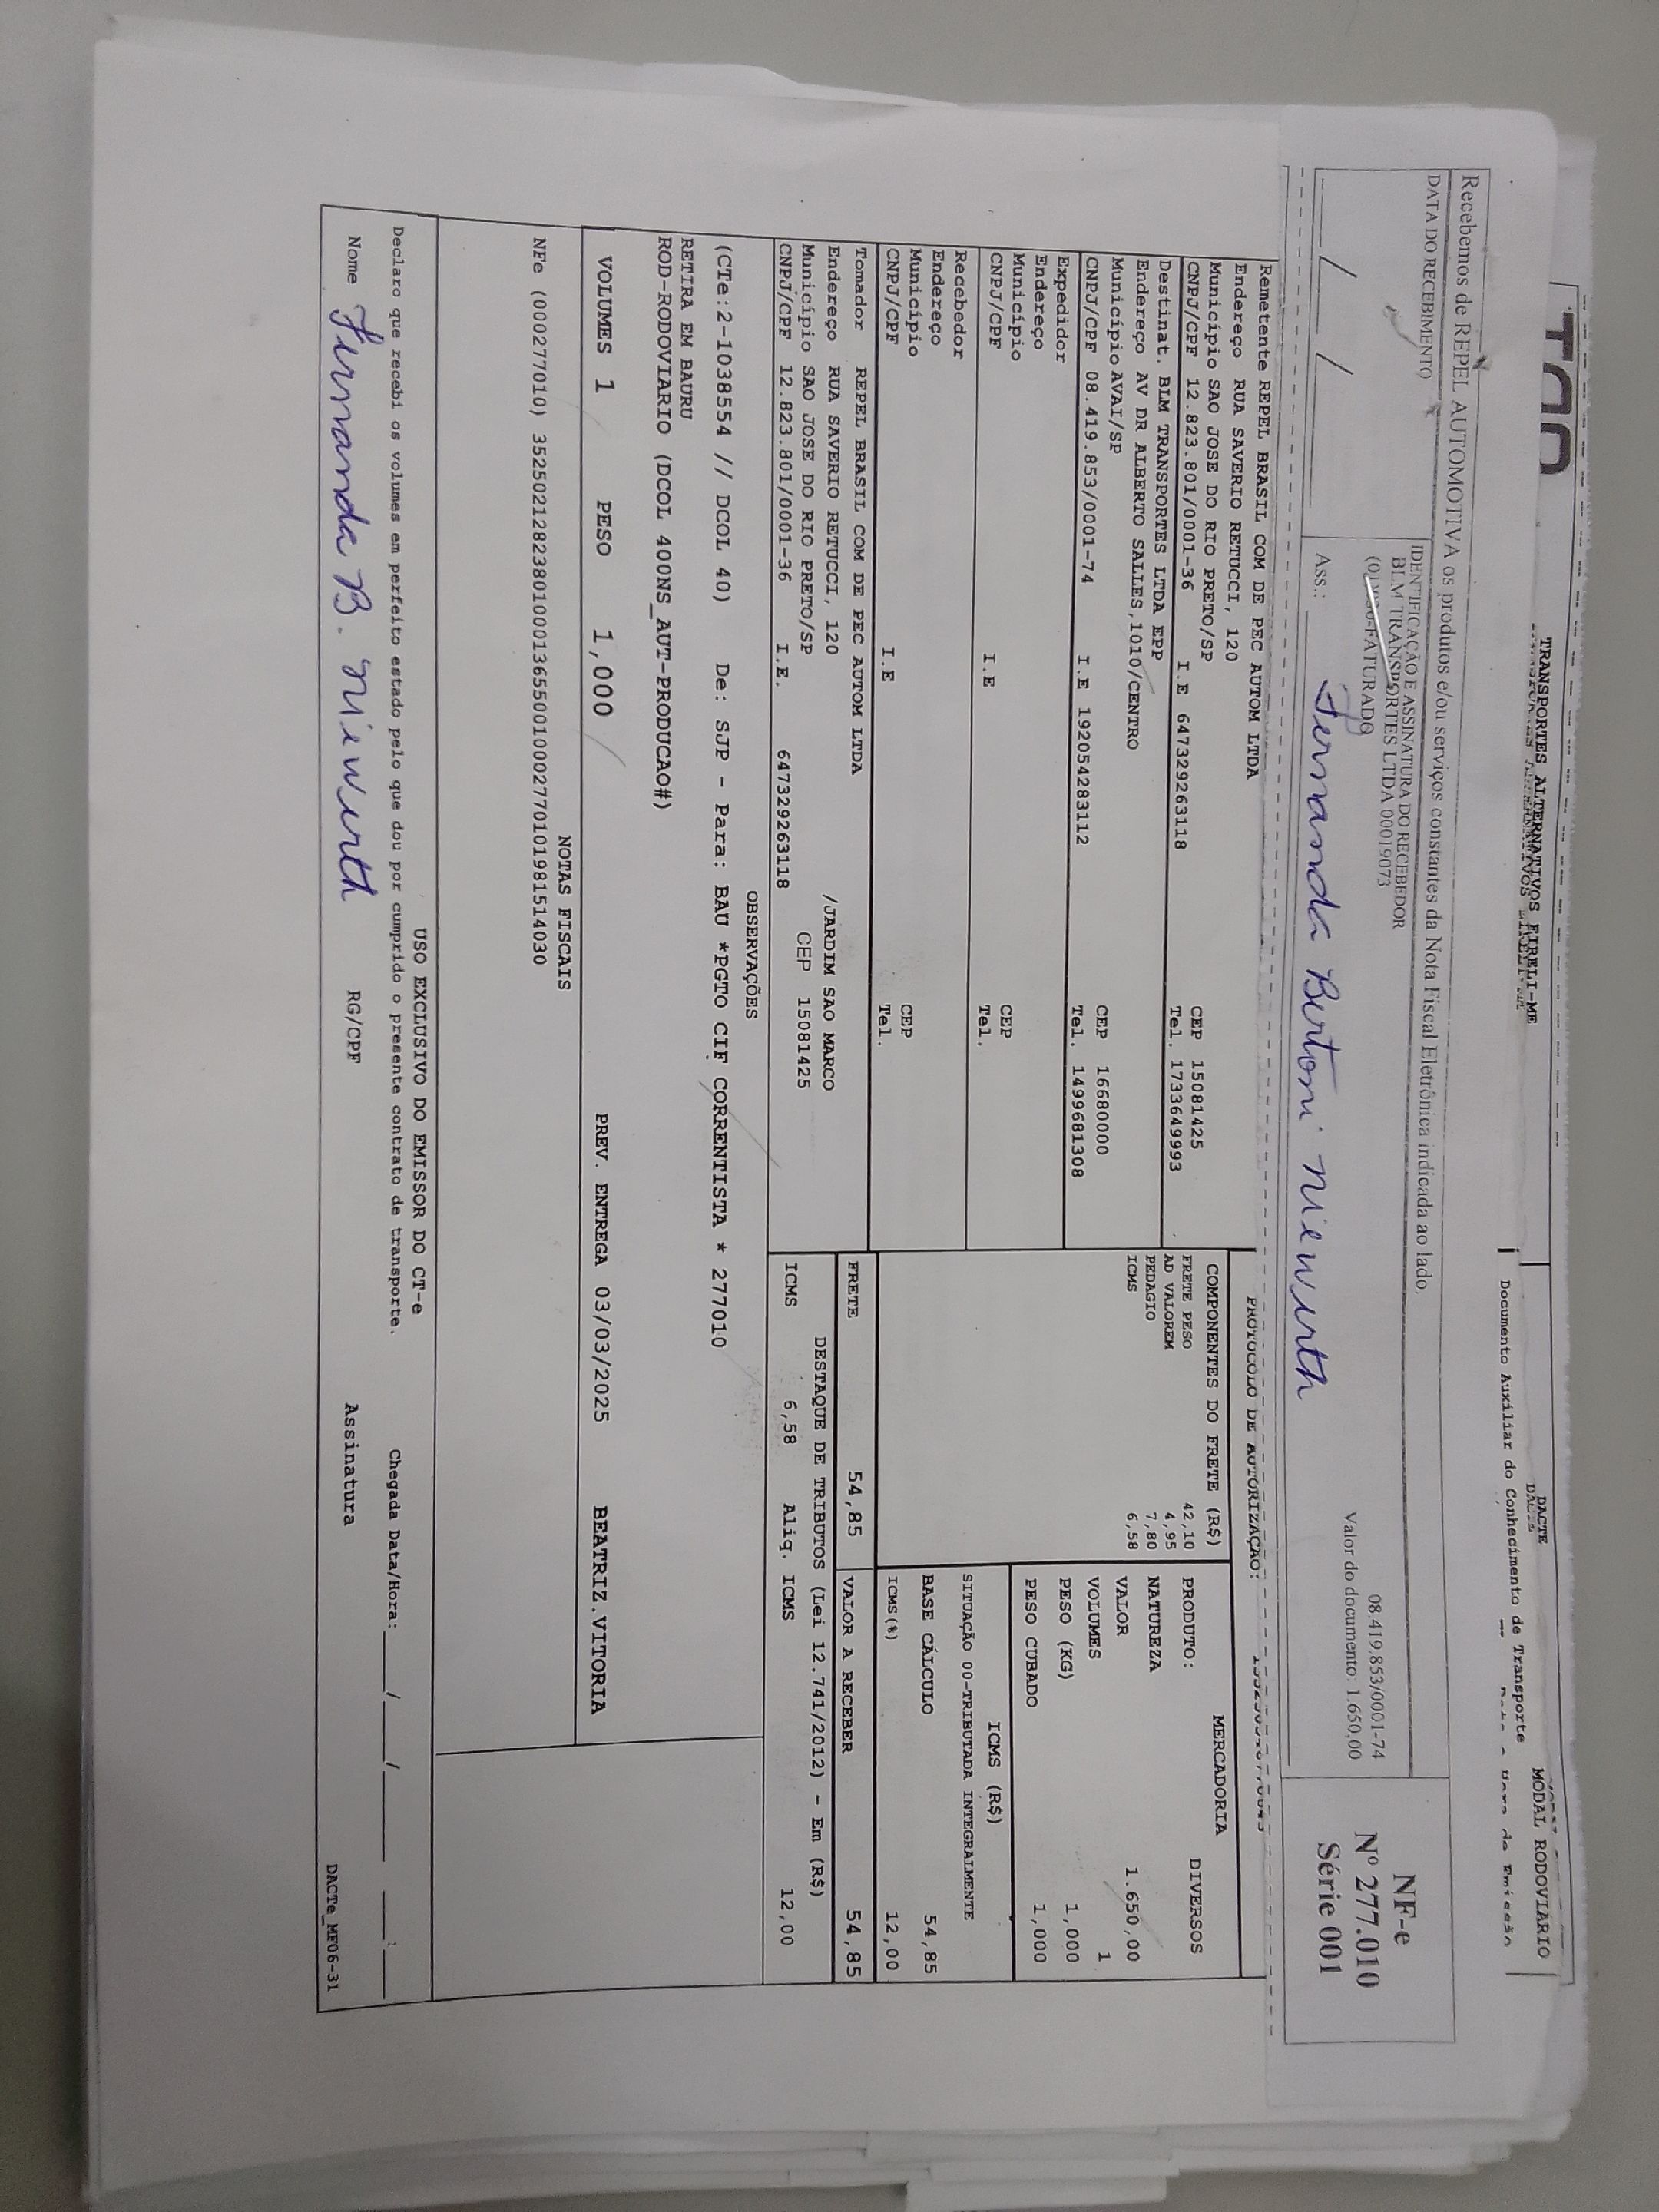 TRANSPORTES ALTERNATIVOS EIRELI-ME
DACTE
MODAL RODOVIÁRIO
Documento Auxiliar do Conhecimento de Transporte
Recebemos de REPEL AUTOMOTIVA os produtos e/ou serviços constantes da Nota Fiscal Eletrônica indicada ao lado.
DATA DO RECEBIMENTO
IDENTIFICAÇÃO E ASSINATURA DO RECEBEDOR
BLM TRANSPORTES LTDA 00019073
08.419.853/0001-74
FATURADO
Valor do documento 1.650,00
Ass.: Fernanda Bertoni Niewerth
NF-e
Nº 277.010
Série 001
PROTOCOLO DE AUTORIZAÇÃO:
Remetente REPEL BRASIL COM DE PEC AUTOM LTDA
Endereço RUA SAVERIO RETUCCI, 120
Município SAO JOSE DO RIO PRETO/SP CEP 15081425
CNPJ/CPF 12.823.801/0001-36 I.E 647329263118 Tel. 1733649993
Destinat. BLM TRANSPORTES LTDA EPP
Endereço AV DR ALBERTO SALLES,1010/CENTRO
Município AVAI/SP CEP 16680000
CNPJ/CPF 08.419.853/0001-74 I.E 192054283112 Tel. 1499681308
Expedidor
Endereço
Município CEP
CNPJ/CPF I.E Tel.
Recebedor
Endereço
Município CEP
CNPJ/CPF I.E Tel.
Tomador REPEL BRASIL COM DE PEC AUTOM LTDA
Endereço RUA SAVERIO RETUCCI, 120 /JARDIM SAO MARCO
Município SAO JOSE DO RIO PRETO/SP CEP 15081425
CNPJ/CPF 12.823.801/0001-36 I.E. 647329263118
COMPONENTES DO FRETE (R$)
FRETE PESO 42,10
AD VALOREM 4,95
PEDAGIO 7,80
ICMS 6,58
MERCADORIA
PRODUTO: DIVERSOS
NATUREZA
VALOR 1.650,00
VOLUMES 1
PESO (KG) 1,000
PESO CUBADO 1,000
ICMS (R$)
SITUAÇÃO 00-TRIBUTADA INTEGRALMENTE
BASE CÁLCULO 54,85
ICMS(%) 12,00
FRETE 54,85 VALOR A RECEBER 54,85
DESTAQUE DE TRIBUTOS (Lei 12.741/2012) - Em (R$)
ICMS 6,58 Aliq. ICMS 12,00
OBSERVAÇÕES
(CTe:2-1038554 // DCOL 40) De: SJP - Para: BAU *PGTO CIF CORRENTISTA * 277010
RETIRA EM BAURU
ROD-RODOVIARIO (DCOL 400NS_AUT-PRODUCAO#)
VOLUMES 1 PESO 1,000 PREV. ENTREGA 03/03/2025 BEATRIZ.VITORIA
NOTAS FISCAIS
NFe (000277010) 35250212823801000136550010002770101981514030
USO EXCLUSIVO DO EMISSOR DO CT-e
Declaro que recebi os volumes em perfeito estado pelo que dou por cumprido o presente contrato de transporte. Chegada Data/Hora: ____/____/______ ____:____
Nome Fernanda B. Niewerth RG/CPF Assinatura
DACTe_MF06-31